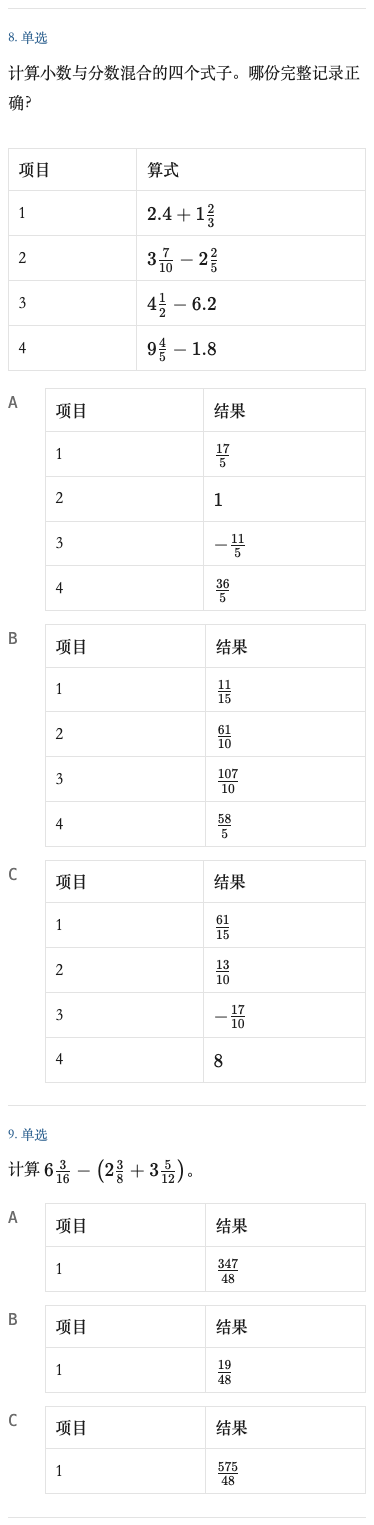 8. 单选
计算小数与分数混合的四个式子。哪份完整记录正
确?
项目 算式
1 2.4 + 1 2/3
2 3 7/10 − 2 2/5
3 4 1/2 − 6.2
4 9 4/5 − 1.8
A 项目 结果
1 17/5
2 1
3 − 11/5
4 36/5
B 项目 结果
1 11/15
2 61/10
3 107/10
4 58/5
C 项目 结果
1 61/15
2 13/10
3 − 17/10
4 8
9. 单选
计算 6 3/16 − (2 3/8 + 3 5/12)。
A 项目 结果
1 347/48
B 项目 结果
1 19/48
C 项目 结果
1 575/48